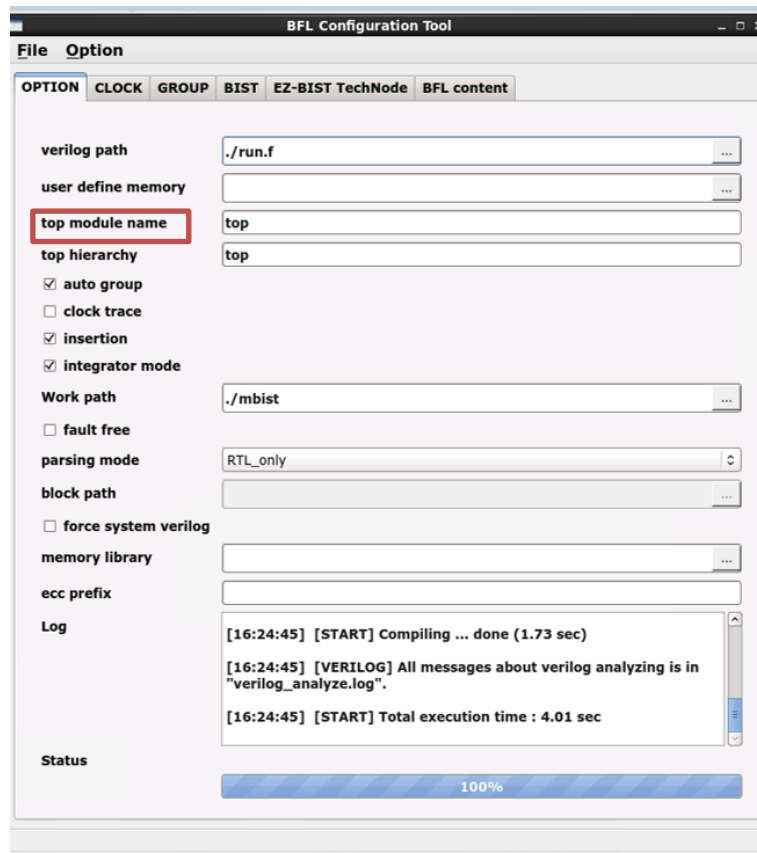 BFL Configuration Tool
File Option
OPTION CLOCK GROUP BIST EZ-BIST TechNode BFL content
verilog path ./run.f ...
user define memory ...
top module name top
top hierarchy top
auto group
clock trace
insertion
integrator mode
Work path ./mbist ...
fault free
parsing mode RTL_only
block path ...
force system verilog
memory library ...
ecc prefix
Log
[16:24:45] [START] Compiling ... done (1.73 sec)
[16:24:45] [VERILOG] All messages about verilog analyzing is in
"verilog_analyze.log".
[16:24:45] [START] Total execution time : 4.01 sec
Status
100%